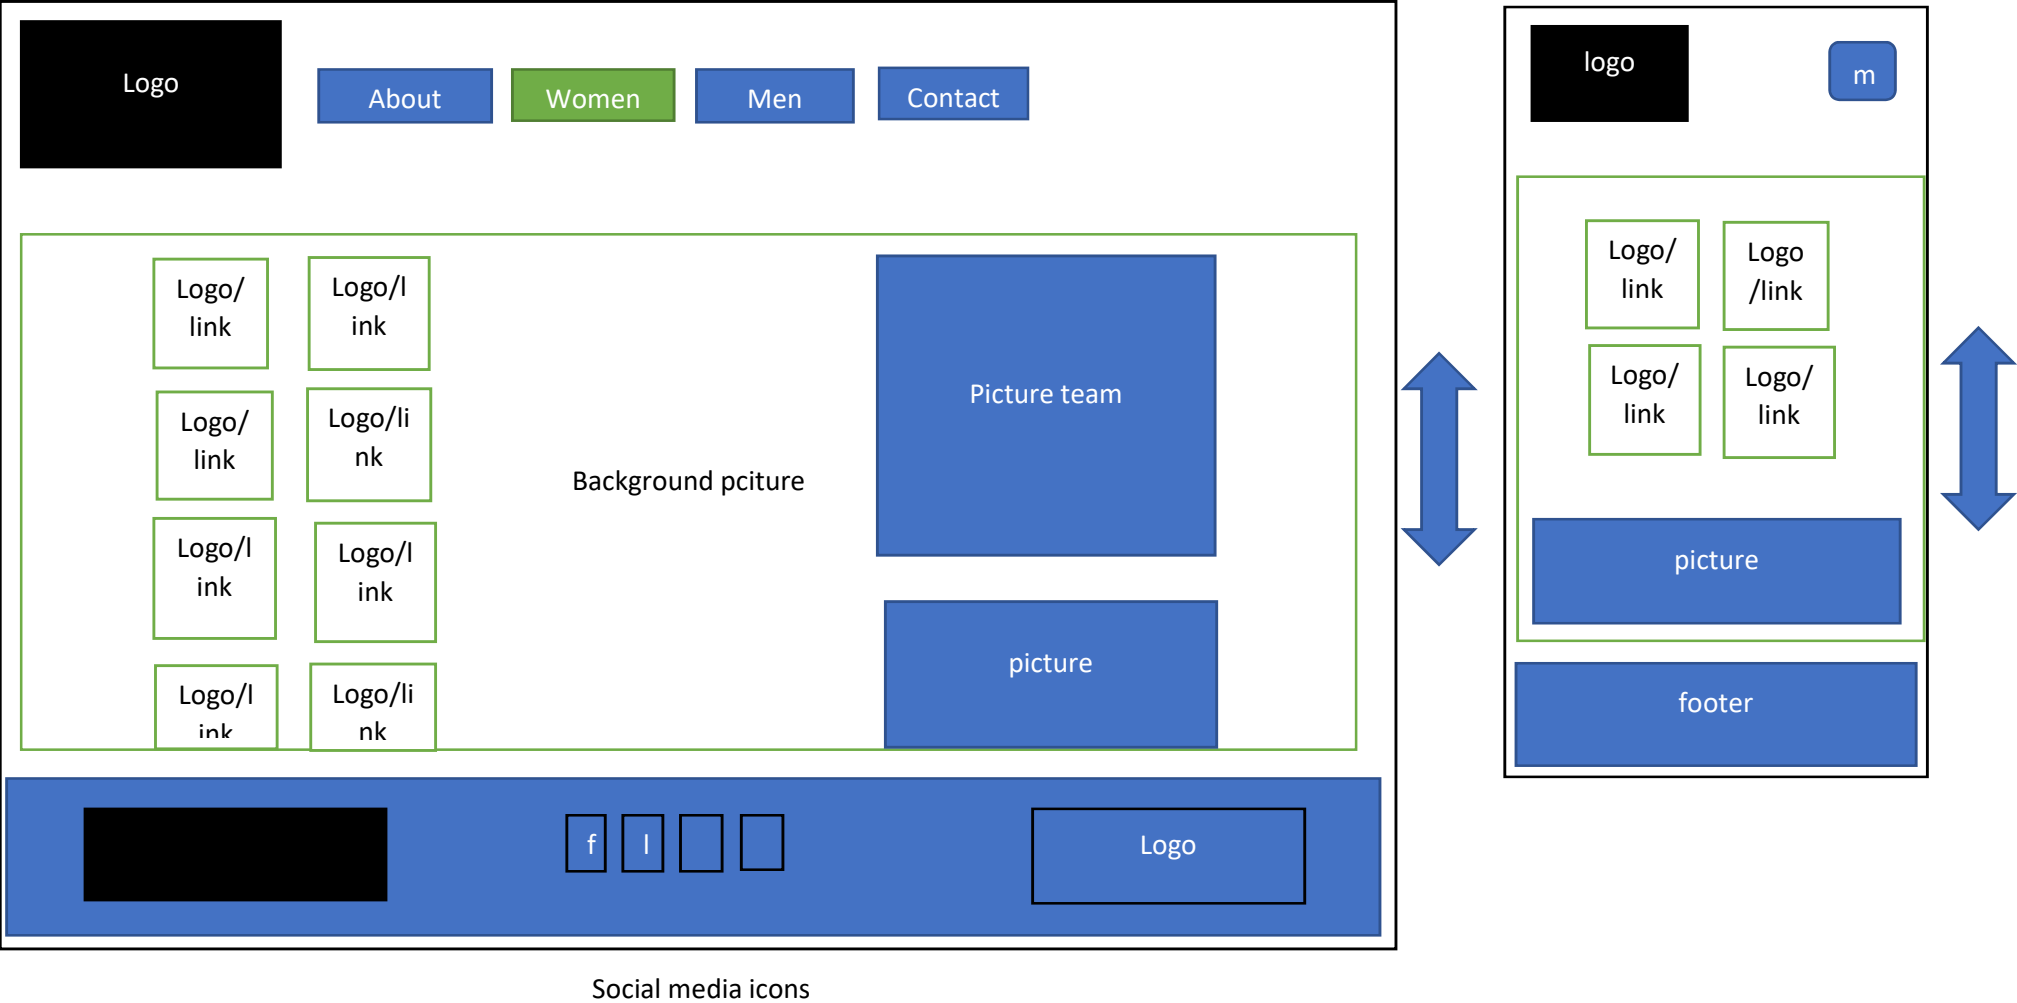 Logo
About
Women
Men
Contact
Logo/
link
Logo/l
ink
Logo/
link
Logo/li
nk
Logo/l
ink
Logo/l
ink
Logo/l
ink
Logo/li
nk
Background pciture
Picture team
picture
f
l
Logo
Social media icons
logo
m
Logo/
link
Logo
/link
Logo/
link
Logo/
link
picture
footer